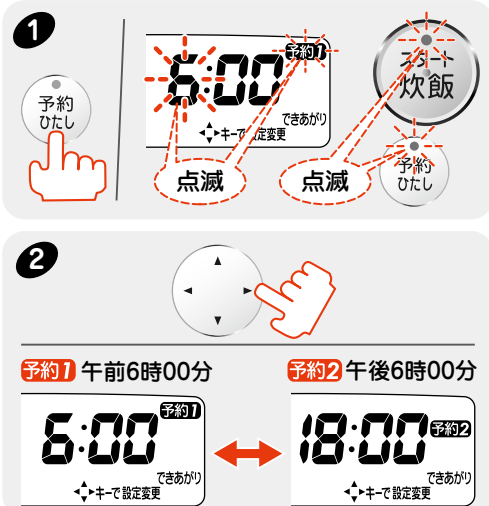 1
予約
ひたし
6:00
予約1
できあがり
キーで設定変更
スタート
炊飯
点滅
点滅
予約
ひたし
2
予約1 午前6時00分
6:00
予約1
できあがり
キーで設定変更
予約2 午後6時00分
18:00
予約2
できあがり
キーで設定変更